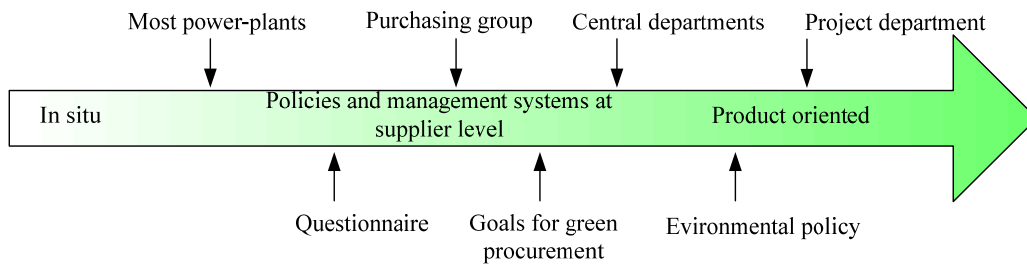 Most power-plants
Purchasing group
Central departments
Project department
In situ
Policies and management systems at
supplier level
Product oriented
Questionnaire
Goals for green
procurement
Evironmental policy